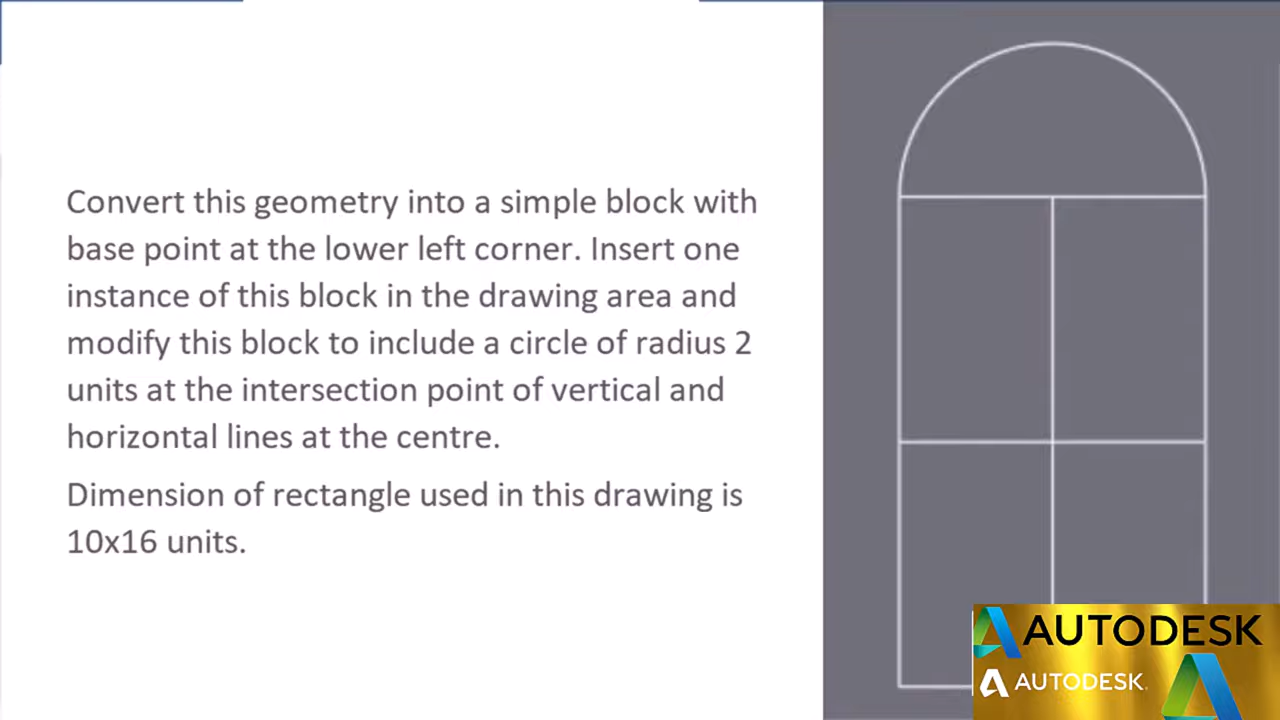 Convert this geometry into a simple block with
base point at the lower left corner. Insert one
instance of this block in the drawing area and
modify this block to include a circle of radius 2
units at the intersection point of vertical and
horizontal lines at the centre.
Dimension of rectangle used in this drawing is
10x16 units.
AUTODESK
AUTODESK.